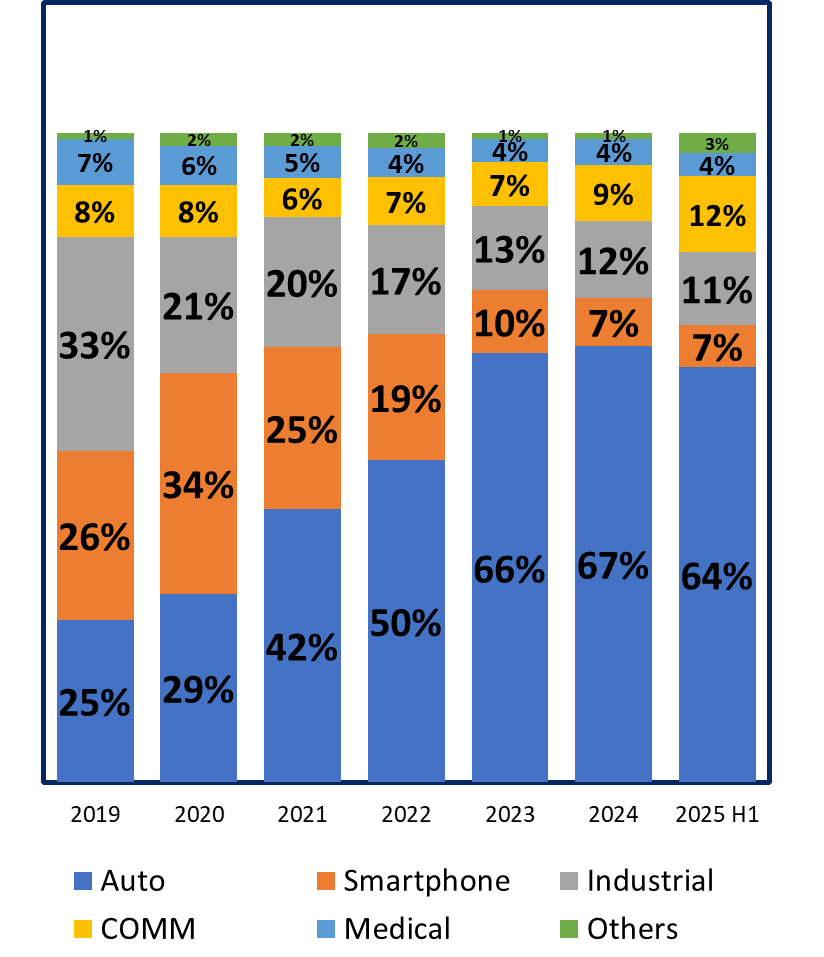 1% 2% 2% 2% 1% 1% 3%
7% 6% 5% 4% 4% 4% 4%
8% 8% 6% 7% 7% 9% 12%
33% 21% 20% 17% 13% 12% 11%
26% 34% 25% 19% 10% 7% 7%
25% 29% 42% 50% 66% 67% 64%
2019 2020 2021 2022 2023 2024 2025 H1
Auto Smartphone Industrial
COMM Medical Others